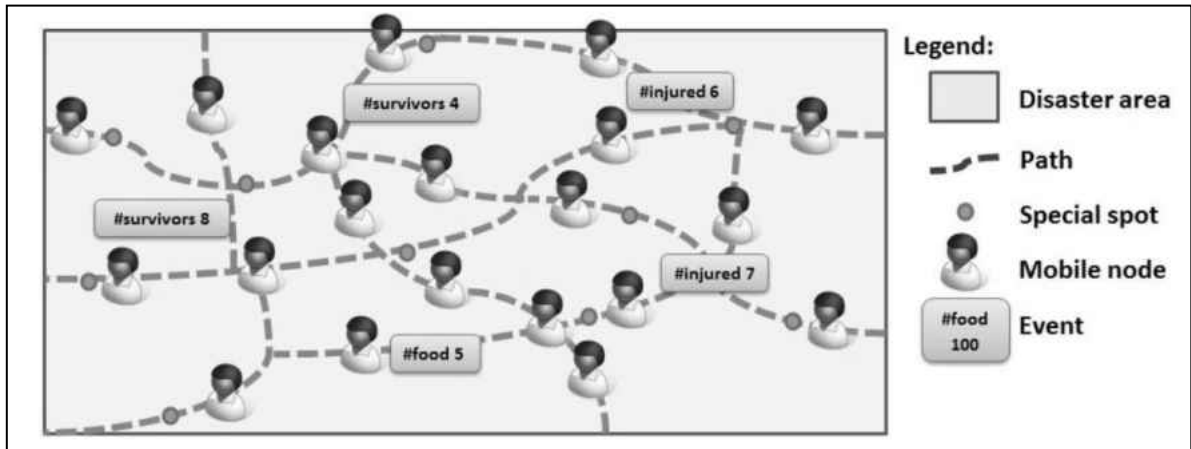 Legend:
#survivors 4
#injured 6
Disaster area
Path
#survivors 8
Special spot
#injured 7
Mobile node
#food 5
#food
100
Event